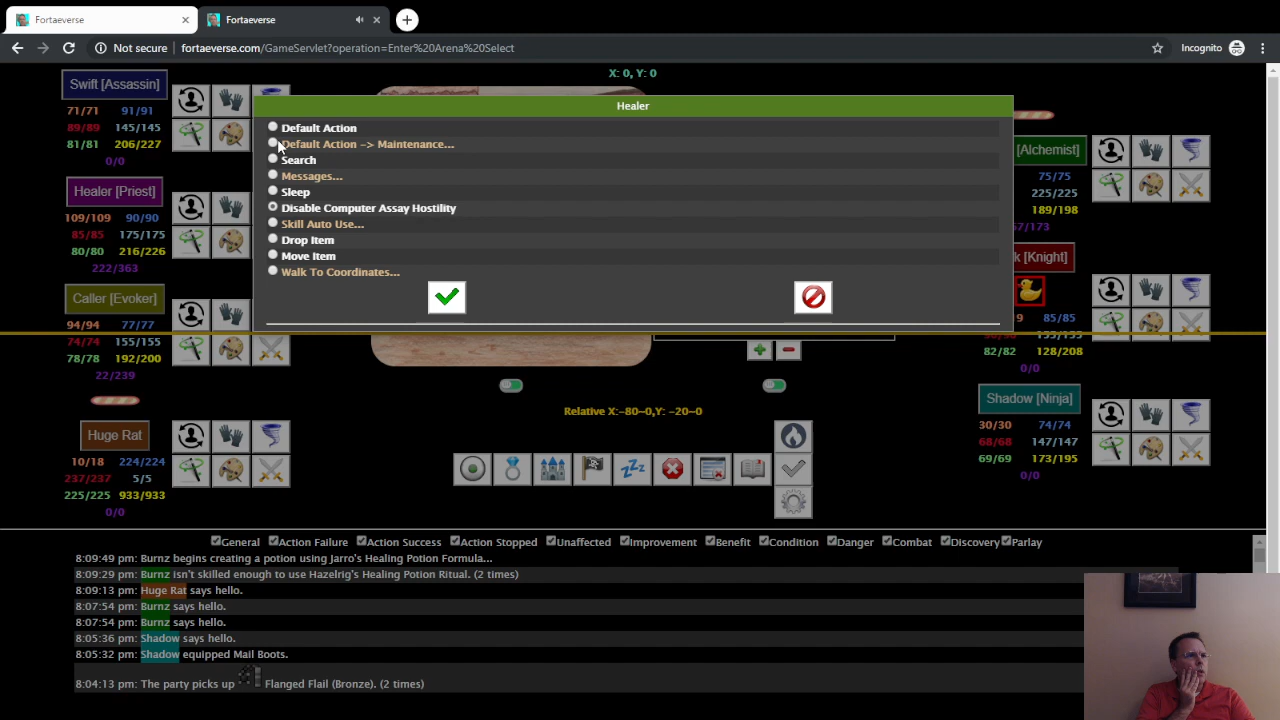 Fortaeverse
Fortaeverse
Not secure
fortaeverse.com/GameServlet?operation=Enter%20Arena%20Select
Incognito
X: 0, Y: 0
Swift [Assassin]
71/71 91/91
89/89 145/145
81/81 206/227
0/0
Healer [Priest]
109/109 90/90
85/85 175/175
80/80 216/226
222/363
Caller [Evoker]
94/94 77/77
74/74 155/155
78/78 192/200
22/239
Huge Rat
10/18 224/224
237/237 5/5
225/225 933/933
0/0
Healer
Default Action
Default Action -> Maintenance...
Search
Messages...
Sleep
Disable Computer Assay Hostility
Skill Auto Use...
Drop Item
Move Item
Walk To Coordinates...
Relative X:-80~0,Y: -20~0
[Alchemist]
75/75
225/225
189/198
67/173
k [Knight]
9 85/85
82/82 128/208
0/0
Shadow [Ninja]
30/30 74/74
68/68 147/147
69/69 173/195
0/0
General Action Failure Action Success Action Stopped Unaffected Improvement Benefit Condition Danger Combat Discovery Parlay
8:09:49 pm: Burnz begins creating a potion using Jarro's Healing Potion Formula...
8:09:29 pm: Burnz isn't skilled enough to use Hazelrig's Healing Potion Ritual. (2 times)
8:09:13 pm: Huge Rat says hello.
8:07:54 pm: Burnz says hello.
8:07:54 pm: Burnz says hello.
8:05:36 pm: Shadow says hello.
8:05:32 pm: Shadow equipped Mail Boots.
8:04:13 pm: The party picks up Flanged Flail (Bronze). (2 times)